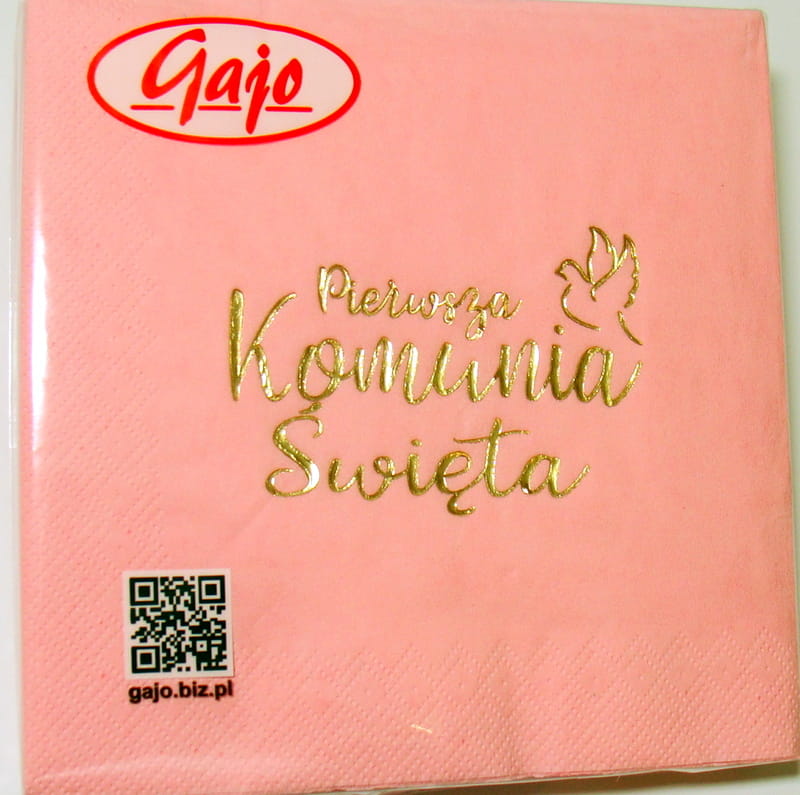 Gajo
Pierwsza
Komunia
Święta
gajo.biz.pl